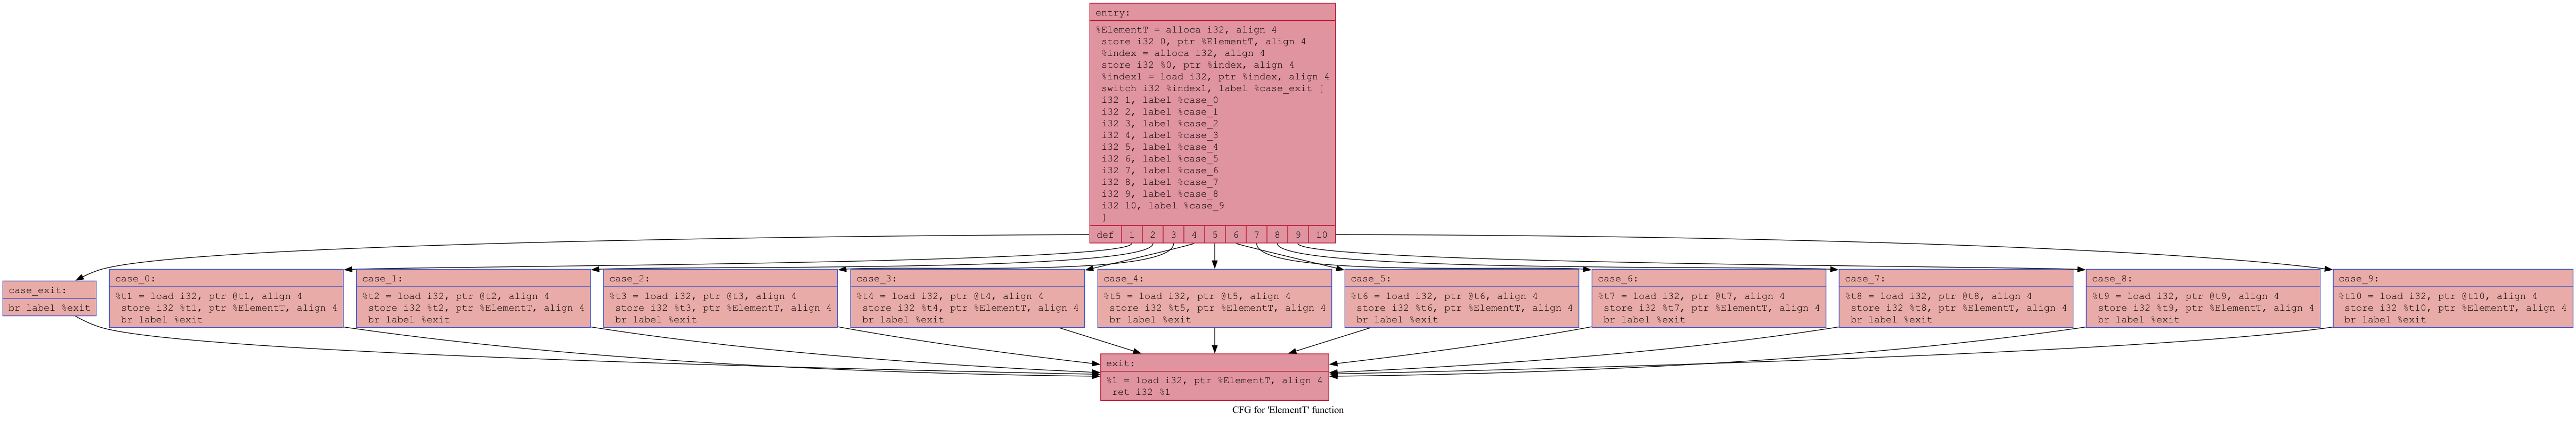 entry:
%ElementT = alloca i32, align 4
store i32 0, ptr %ElementT, align 4
%index = alloca i32, align 4
store i32 %0, ptr %index, align 4
%index1 = load i32, ptr %index, align 4
switch i32 %index1, label %case_exit [
i32 1, label %case_0
i32 2, label %case_1
i32 3, label %case_2
i32 4, label %case_3
i32 5, label %case_4
i32 6, label %case_5
i32 7, label %case_6
i32 8, label %case_7
i32 9, label %case_8
i32 10, label %case_9
]
def 1 2 3 4 5 6 7 8 9 10
case_exit:
br label %exit
case_0:
%t1 = load i32, ptr @t1, align 4
store i32 %t1, ptr %ElementT, align 4
br label %exit
case_1:
%t2 = load i32, ptr @t2, align 4
store i32 %t2, ptr %ElementT, align 4
br label %exit
case_2:
%t3 = load i32, ptr @t3, align 4
store i32 %t3, ptr %ElementT, align 4
br label %exit
case_3:
%t4 = load i32, ptr @t4, align 4
store i32 %t4, ptr %ElementT, align 4
br label %exit
case_4:
%t5 = load i32, ptr @t5, align 4
store i32 %t5, ptr %ElementT, align 4
br label %exit
case_5:
%t6 = load i32, ptr @t6, align 4
store i32 %t6, ptr %ElementT, align 4
br label %exit
case_6:
%t7 = load i32, ptr @t7, align 4
store i32 %t7, ptr %ElementT, align 4
br label %exit
case_7:
%t8 = load i32, ptr @t8, align 4
store i32 %t8, ptr %ElementT, align 4
br label %exit
case_8:
%t9 = load i32, ptr @t9, align 4
store i32 %t9, ptr %ElementT, align 4
br label %exit
case_9:
%t10 = load i32, ptr @t10, align 4
store i32 %t10, ptr %ElementT, align 4
br label %exit
exit:
%1 = load i32, ptr %ElementT, align 4
ret i32 %1
CFG for 'ElementT' function